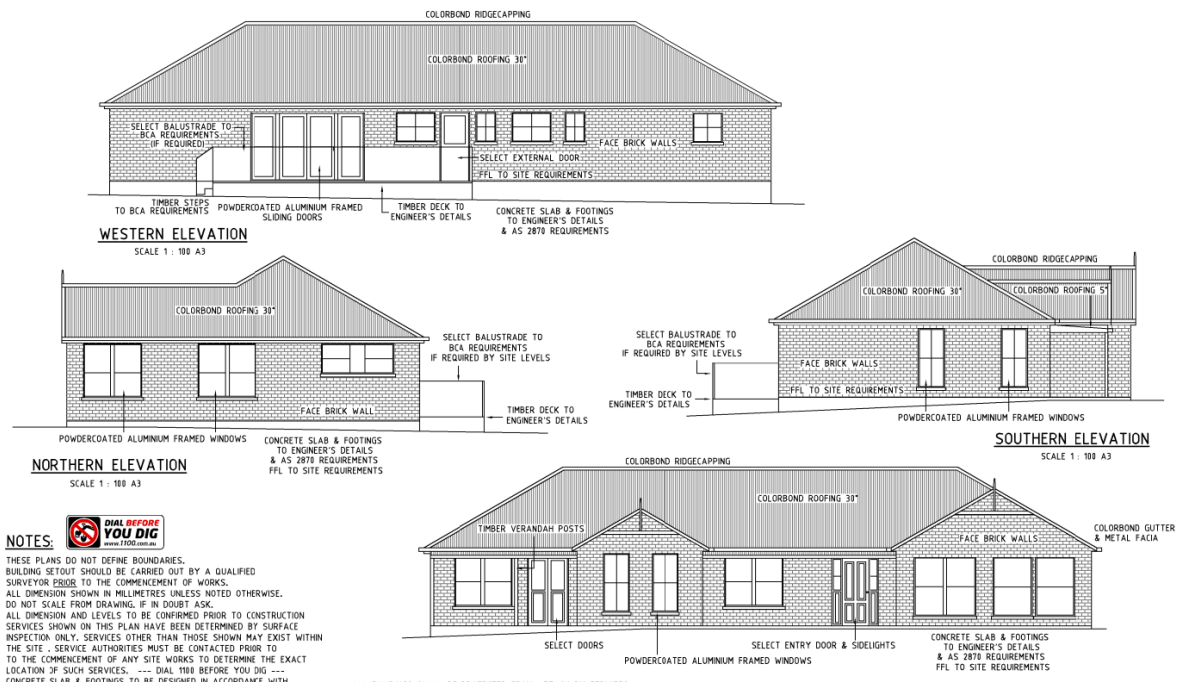 COLORBOND RIDGECAPPING
COLORBOND ROOFING 30°
SELECT BALUSTRADE TO
BCA REQUIREMENTS
(IF REQUIRED)
FACE BRICK WALLS
SELECT EXTERNAL DOOR
FFL TO SITE REQUIREMENTS
TIMBER STEPS
TO BCA REQUIREMENTS
POWDERCOATED ALUMINIUM FRAMED
SLIDING DOORS
TIMBER DECK TO
ENGINEER'S DETAILS
CONCRETE SLAB & FOOTINGS
TO ENGINEER'S DETAILS
& AS 2870 REQUIREMENTS
WESTERN ELEVATION
SCALE 1 : 100 A3
COLORBOND ROOFING 30°
SELECT BALUSTRADE TO
BCA REQUIREMENTS
IF REQUIRED BY SITE LEVELS
FACE BRICK WALL
TIMBER DECK TO
ENGINEER'S DETAILS
POWDERCOATED ALUMINIUM FRAMED WINDOWS
CONCRETE SLAB & FOOTINGS
TO ENGINEER'S DETAILS
& AS 2870 REQUIREMENTS
FFL TO SITE REQUIREMENTS
NORTHERN ELEVATION
SCALE 1 : 100 A3
COLORBOND RIDGECAPPING
COLORBOND ROOFING 30°
COLORBOND ROOFING 5°
SELECT BALUSTRADE TO
BCA REQUIREMENTS
IF REQUIRED BY SITE LEVELS
FACE BRICK WALLS
FFL TO SITE REQUIREMENTS
TIMBER DECK TO
ENGINEER'S DETAILS
POWDERCOATED ALUMINIUM FRAMED WINDOWS
SOUTHERN ELEVATION
SCALE 1 : 100 A3
COLORBOND RIDGECAPPING
COLORBOND ROOFING 30°
TIMBER VERANDAH POSTS
FACE BRICK WALLS
COLORBOND GUTTER
& METAL FACIA
SELECT DOORS
POWDERCOATED ALUMINIUM FRAMED WINDOWS
SELECT ENTRY DOOR & SIDELIGHTS
CONCRETE SLAB & FOOTINGS
TO ENGINEER'S DETAILS
& AS 2870 REQUIREMENTS
FFL TO SITE REQUIREMENTS
NOTES:
DIAL BEFORE
YOU DIG
www.1100.com.au
THESE PLANS DO NOT DEFINE BOUNDARIES.
BUILDING SETOUT SHOULD BE CARRIED OUT BY A QUALIFIED
SURVEYOR PRIOR TO THE COMMENCEMENT OF WORKS.
ALL DIMENSION SHOWN IN MILLIMETRES UNLESS NOTED OTHERWISE.
DO NOT SCALE FROM DRAWING. IF IN DOUBT ASK.
ALL DIMENSION AND LEVELS TO BE CONFIRMED PRIOR TO CONSTRUCTION
SERVICES SHOWN ON THIS PLAN HAVE BEEN DETERMINED BY SURFACE
INSPECTION ONLY. SERVICES OTHER THAN THOSE SHOWN MAY EXIST WITHIN
THE SITE . SERVICE AUTHORITIES MUST BE CONTACTED PRIOR TO
TO THE COMMENCEMENT OF ANY SITE WORKS TO DETERMINE THE EXACT
LOCATION OF SUCH SERVICES. --- DIAL 1100 BEFORE YOU DIG ---
CONCRETE SLAB & FOOTINGS TO BE DESIGNED IN ACCORDANCE WITH